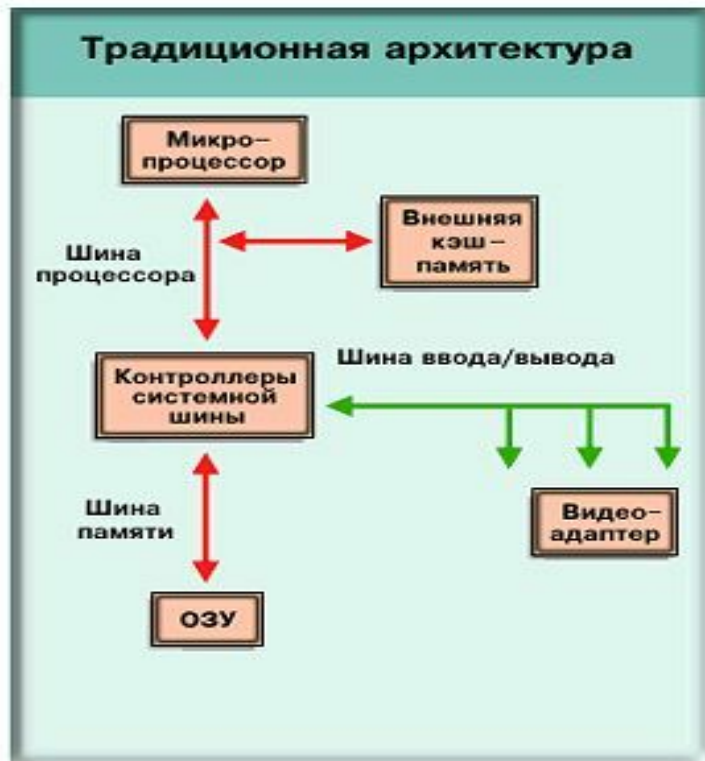 Традиционная архитектура
Микро-
процессор
Внешняя
кэш-
память
Шина
процессора
Шина ввода/вывода
Контроллеры
системной
шины
Шина
памяти
Видео-
адаптер
ОЗУ